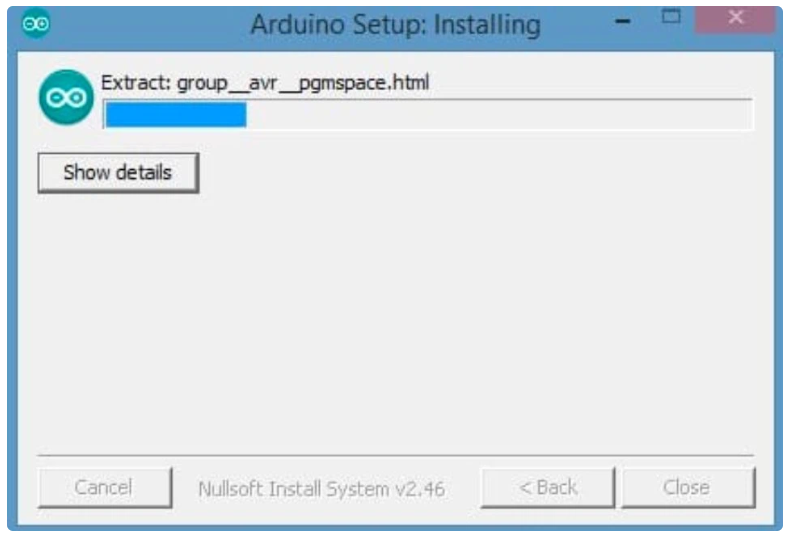 Arduino Setup: Installing
Extract: group__avr__pgmspace.html
Show details
Cancel
Nullsoft Install System v2.46
< Back
Close